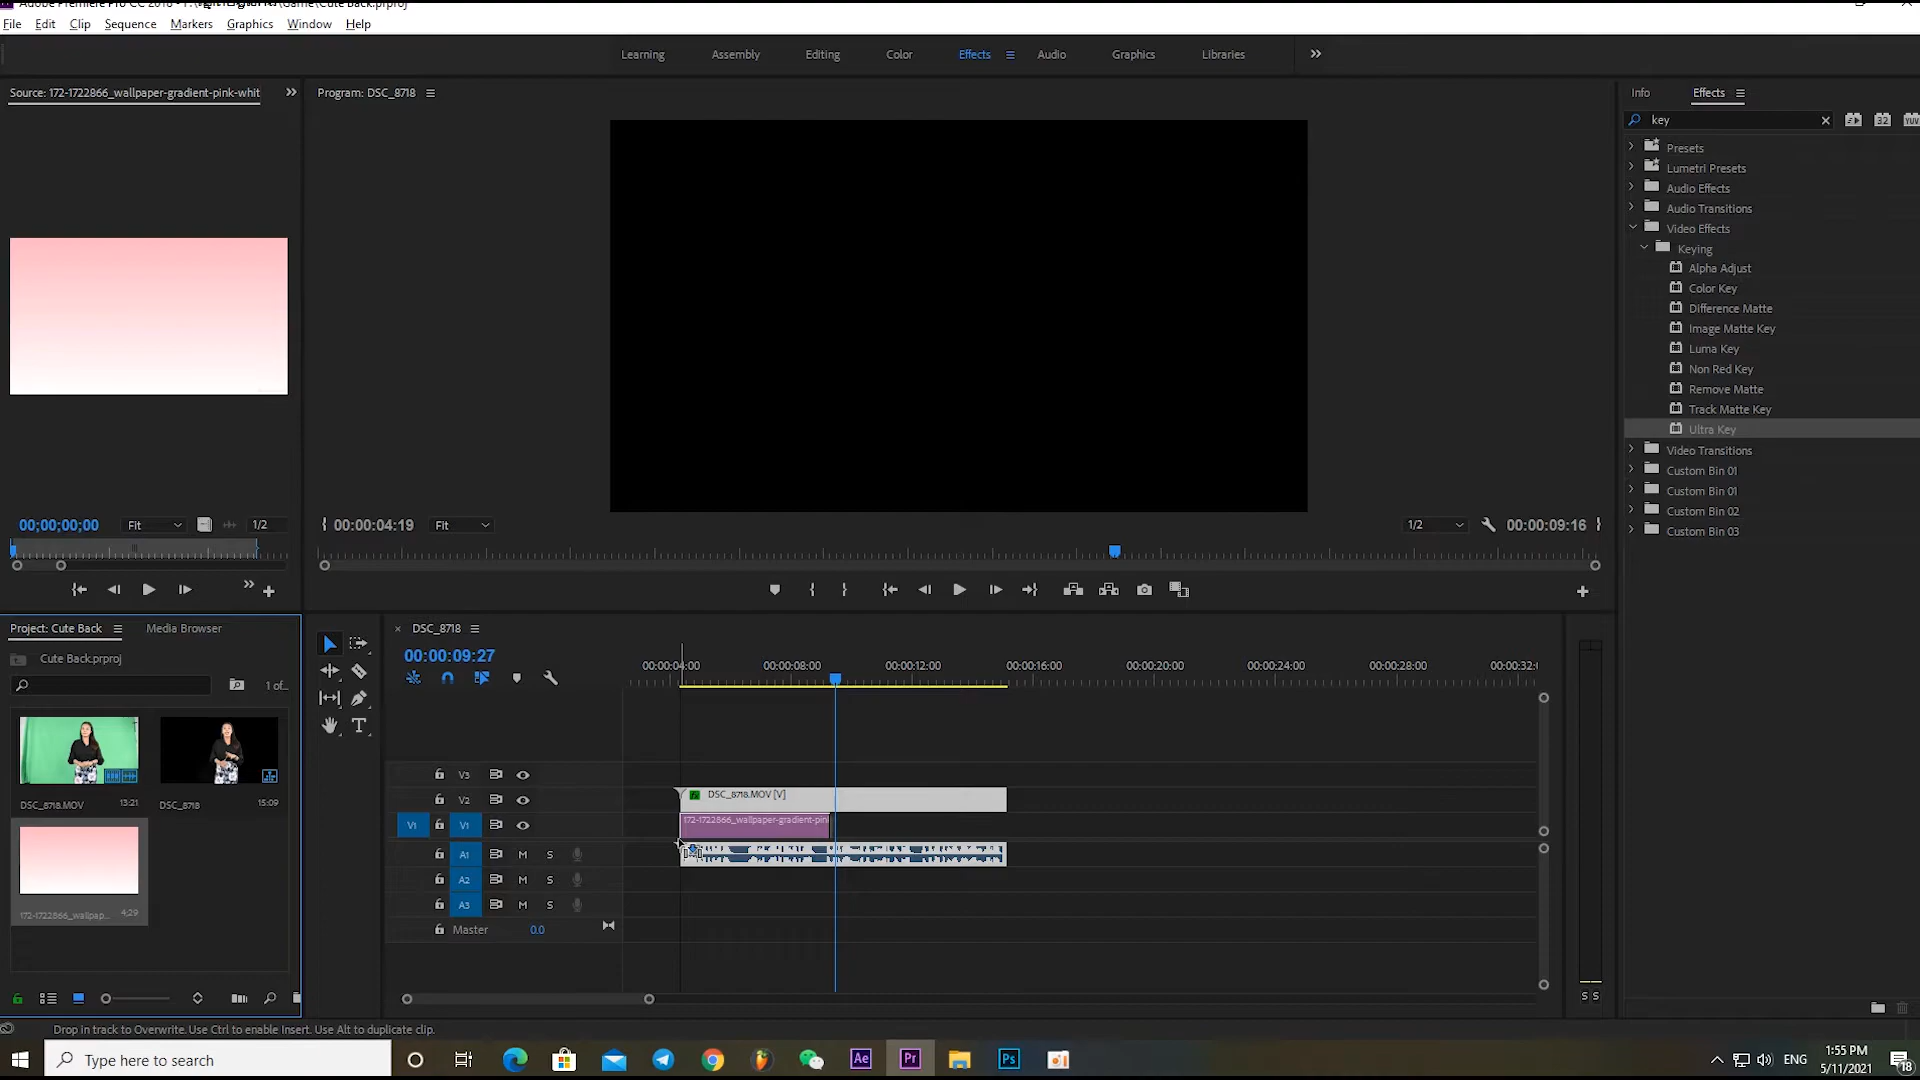 Adobe Premiere Pro CC 2018 - F:\
\Game\Cute Back.prproj
File Edit Clip Sequence Markers Graphics Window Help
Learning Assembly Editing Color Effects Audio Graphics Libraries
Source: 172-1722866_wallpaper-gradient-pink-whit
Program: DSC_8718
Info Effects
key
32 YUV
Presets
Lumetri Presets
Audio Effects
Audio Transitions
Video Effects
Keying
Alpha Adjust
Color Key
Difference Matte
Image Matte Key
Luma Key
Non Red Key
Remove Matte
Track Matte Key
Ultra Key
Video Transitions
Custom Bin 01
Custom Bin 01
Custom Bin 02
Custom Bin 03
00;00;00;00 Fit 1/2
00:00:04:19 Fit 1/2 00:00:09:16
Project: Cute Back Media Browser
Cute Back.prproj
1 of...
DSC_8718.MOV 13:21
DSC_8718 15:09
172-1722866_wallpap... 4;29
DSC_8718
00:00:09:27
00:00:04:00 00:00:08:00 00:00:12:00 00:00:16:00 00:00:20:00 00:00:24:00 00:00:28:00 00:00:32:0
V3
V2 DSC_8718.MOV [V]
V1 V1 172-1722866_wallpaper-gradient-pin
A1 M S
A2 M S
A3 M S
Master 0.0
S S
Drop in track to Overwrite. Use Ctrl to enable Insert. Use Alt to duplicate clip.
Type here to search
Ae Pr Ps
ENG
1:55 PM
5/11/2021
18